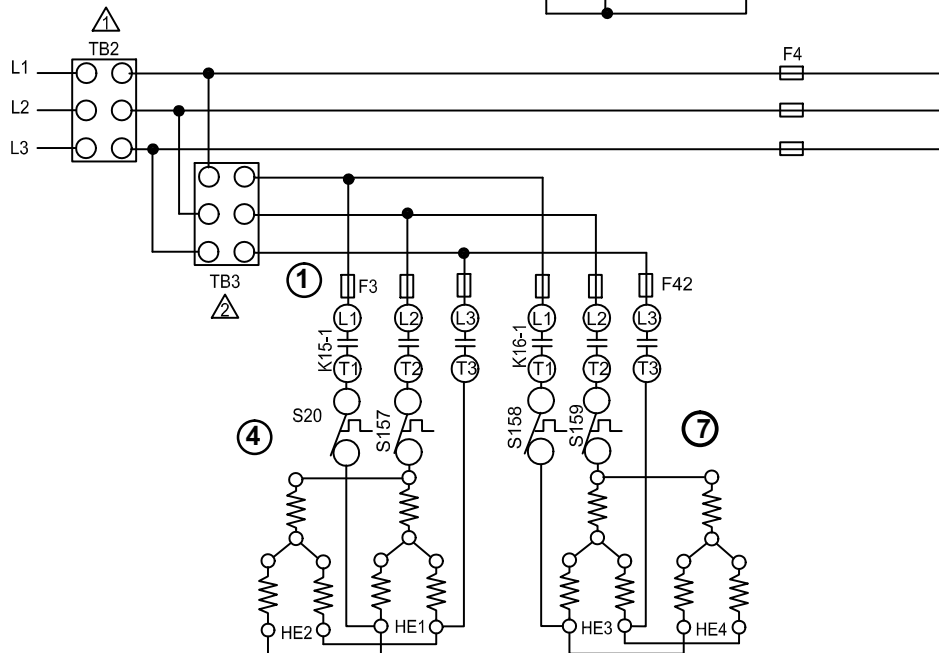 1
TB2
L1
F4
L2
L3
TB3
2
1
F3
F42
L1
L2
L3
L1
L2
L3
K15-1
K16-1
T1
T2
T3
T1
T2
T3
S20
S157
S158
S159
4
7
HE2
HE1
HE3
HE4